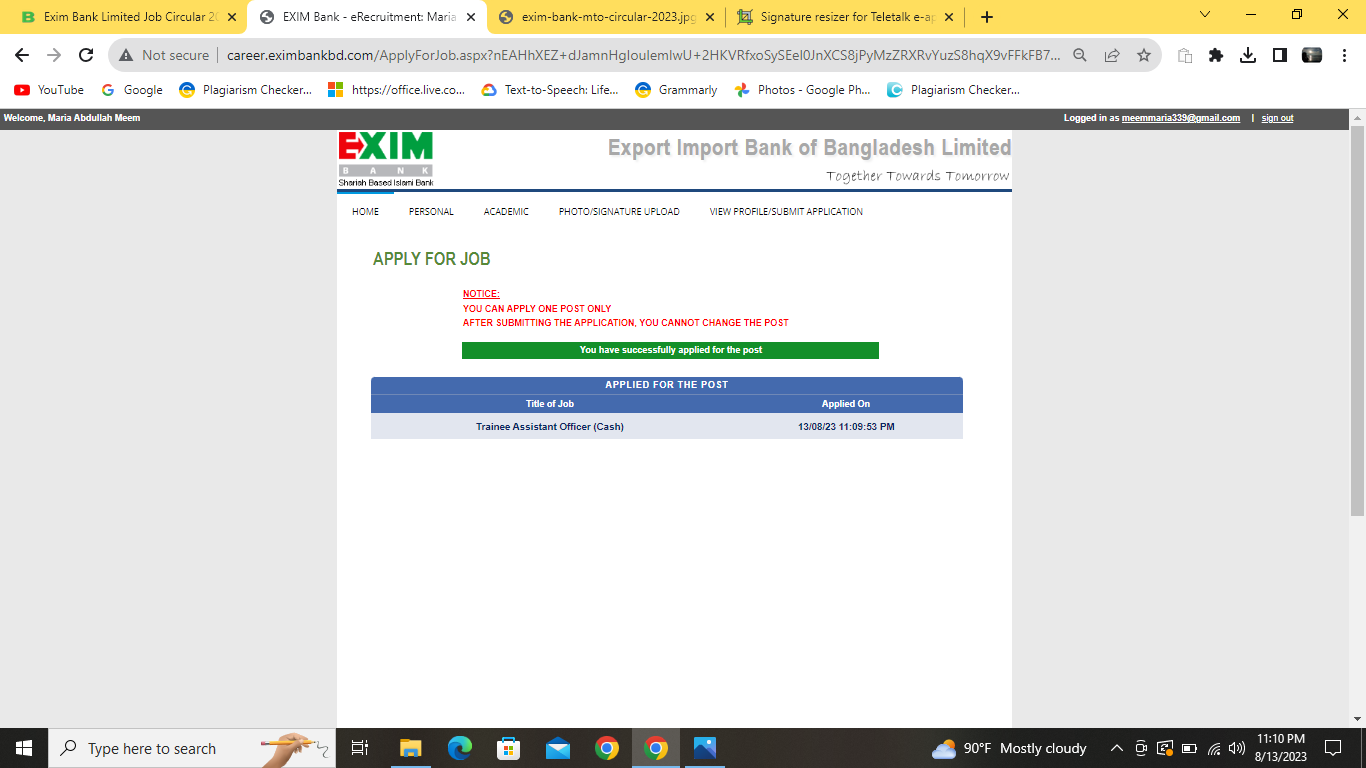 Exim Bank Limited Job Circular 20
EXIM Bank - eRecruitment: Maria
exim-bank-mto-circular-2023.jpg
Signature resizer for Teletalk e-ap
Not secure
career.eximbankbd.com/ApplyForJob.aspx?nEAHhXEZ+dJamnHgIoulemIwU+2HKVRfxoSySEeI0JnXCS8jPyMzZRXRvYuzS8hqX9vFFkFB7...
YouTube
Google
Plagiarism Checker...
https://office.live.co...
Text-to-Speech: Life...
Grammarly
Photos - Google Ph...
Plagiarism Checker...
Welcome, Maria Abdullah Meem
Logged in as meemmaria339@gmail.com | sign out
EXIM
BANK
Shariah Based Islami Bank
Export Import Bank of Bangladesh Limited
Together Towards Tomorrow
HOME PERSONAL ACADEMIC PHOTO/SIGNATURE UPLOAD VIEW PROFILE/SUBMIT APPLICATION
APPLY FOR JOB
NOTICE:
YOU CAN APPLY ONE POST ONLY
AFTER SUBMITTING THE APPLICATION, YOU CANNOT CHANGE THE POST
You have successfully applied for the post
APPLIED FOR THE POST
Title of Job Applied On
Trainee Assistant Officer (Cash) 13/08/23 11:09:53 PM
Type here to search
90°F Mostly cloudy
11:10 PM
8/13/2023